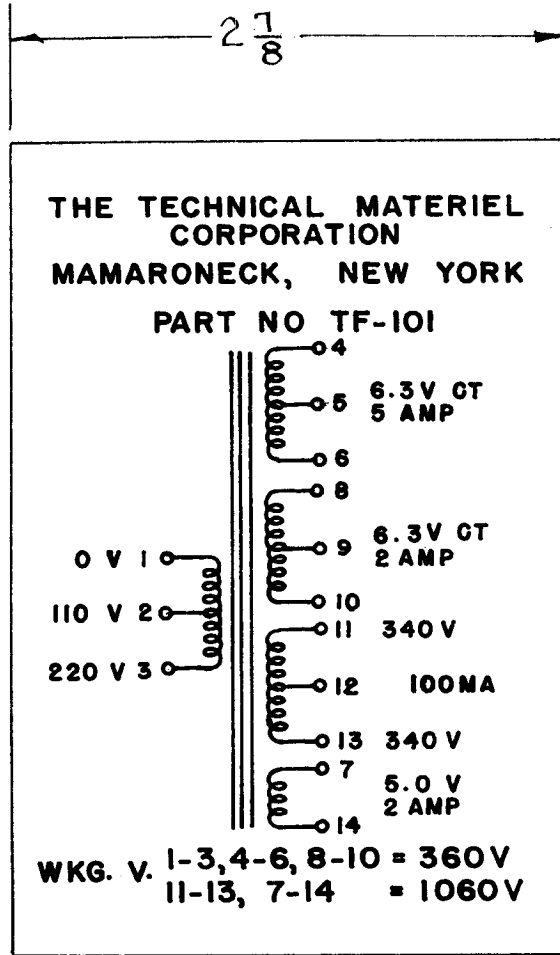 2 7/8
THE TECHNICAL MATERIEL
CORPORATION
MAMARONECK, NEW YORK
PART NO TF-101
4
5 6.3V CT
5 AMP
6
8
9 6.3V CT
2 AMP
10
0 V 1
110 V 2
220 V 3
11 340V
12 100MA
13 340V
7
5.0 V
2 AMP
14
WKG. V. 1-3,4-6, 8-10 = 360V
11-13, 7-14 = 1060V